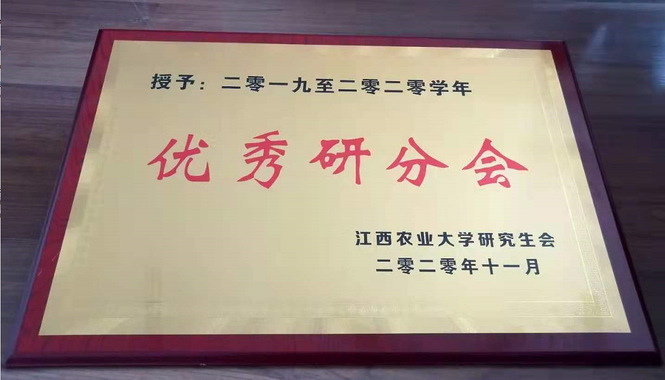 授予：二零一九至二零二零学年
优秀研分会
江西农业大学研究生会
二零二零年十一月